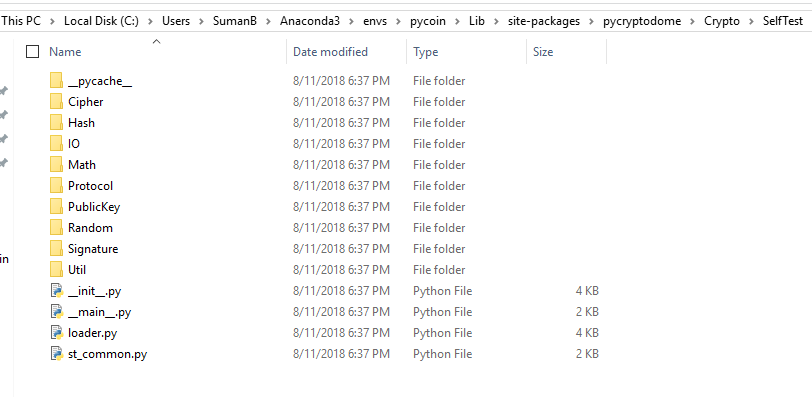 This PC > Local Disk (C:) > Users > SumanB > Anaconda3 > envs > pycoin > Lib > site-packages > pycryptodome > Crypto > SelfTest
Name Date modified Type Size
__pycache__ 8/11/2018 6:37 PM File folder
Cipher 8/11/2018 6:37 PM File folder
Hash 8/11/2018 6:37 PM File folder
IO 8/11/2018 6:37 PM File folder
Math 8/11/2018 6:37 PM File folder
Protocol 8/11/2018 6:37 PM File folder
PublicKey 8/11/2018 6:37 PM File folder
Random 8/11/2018 6:37 PM File folder
Signature 8/11/2018 6:37 PM File folder
in
Util 8/11/2018 6:37 PM File folder
__init__.py 8/11/2018 6:37 PM Python File 4 KB
__main__.py 8/11/2018 6:37 PM Python File 2 KB
loader.py 8/11/2018 6:37 PM Python File 4 KB
st_common.py 8/11/2018 6:37 PM Python File 2 KB